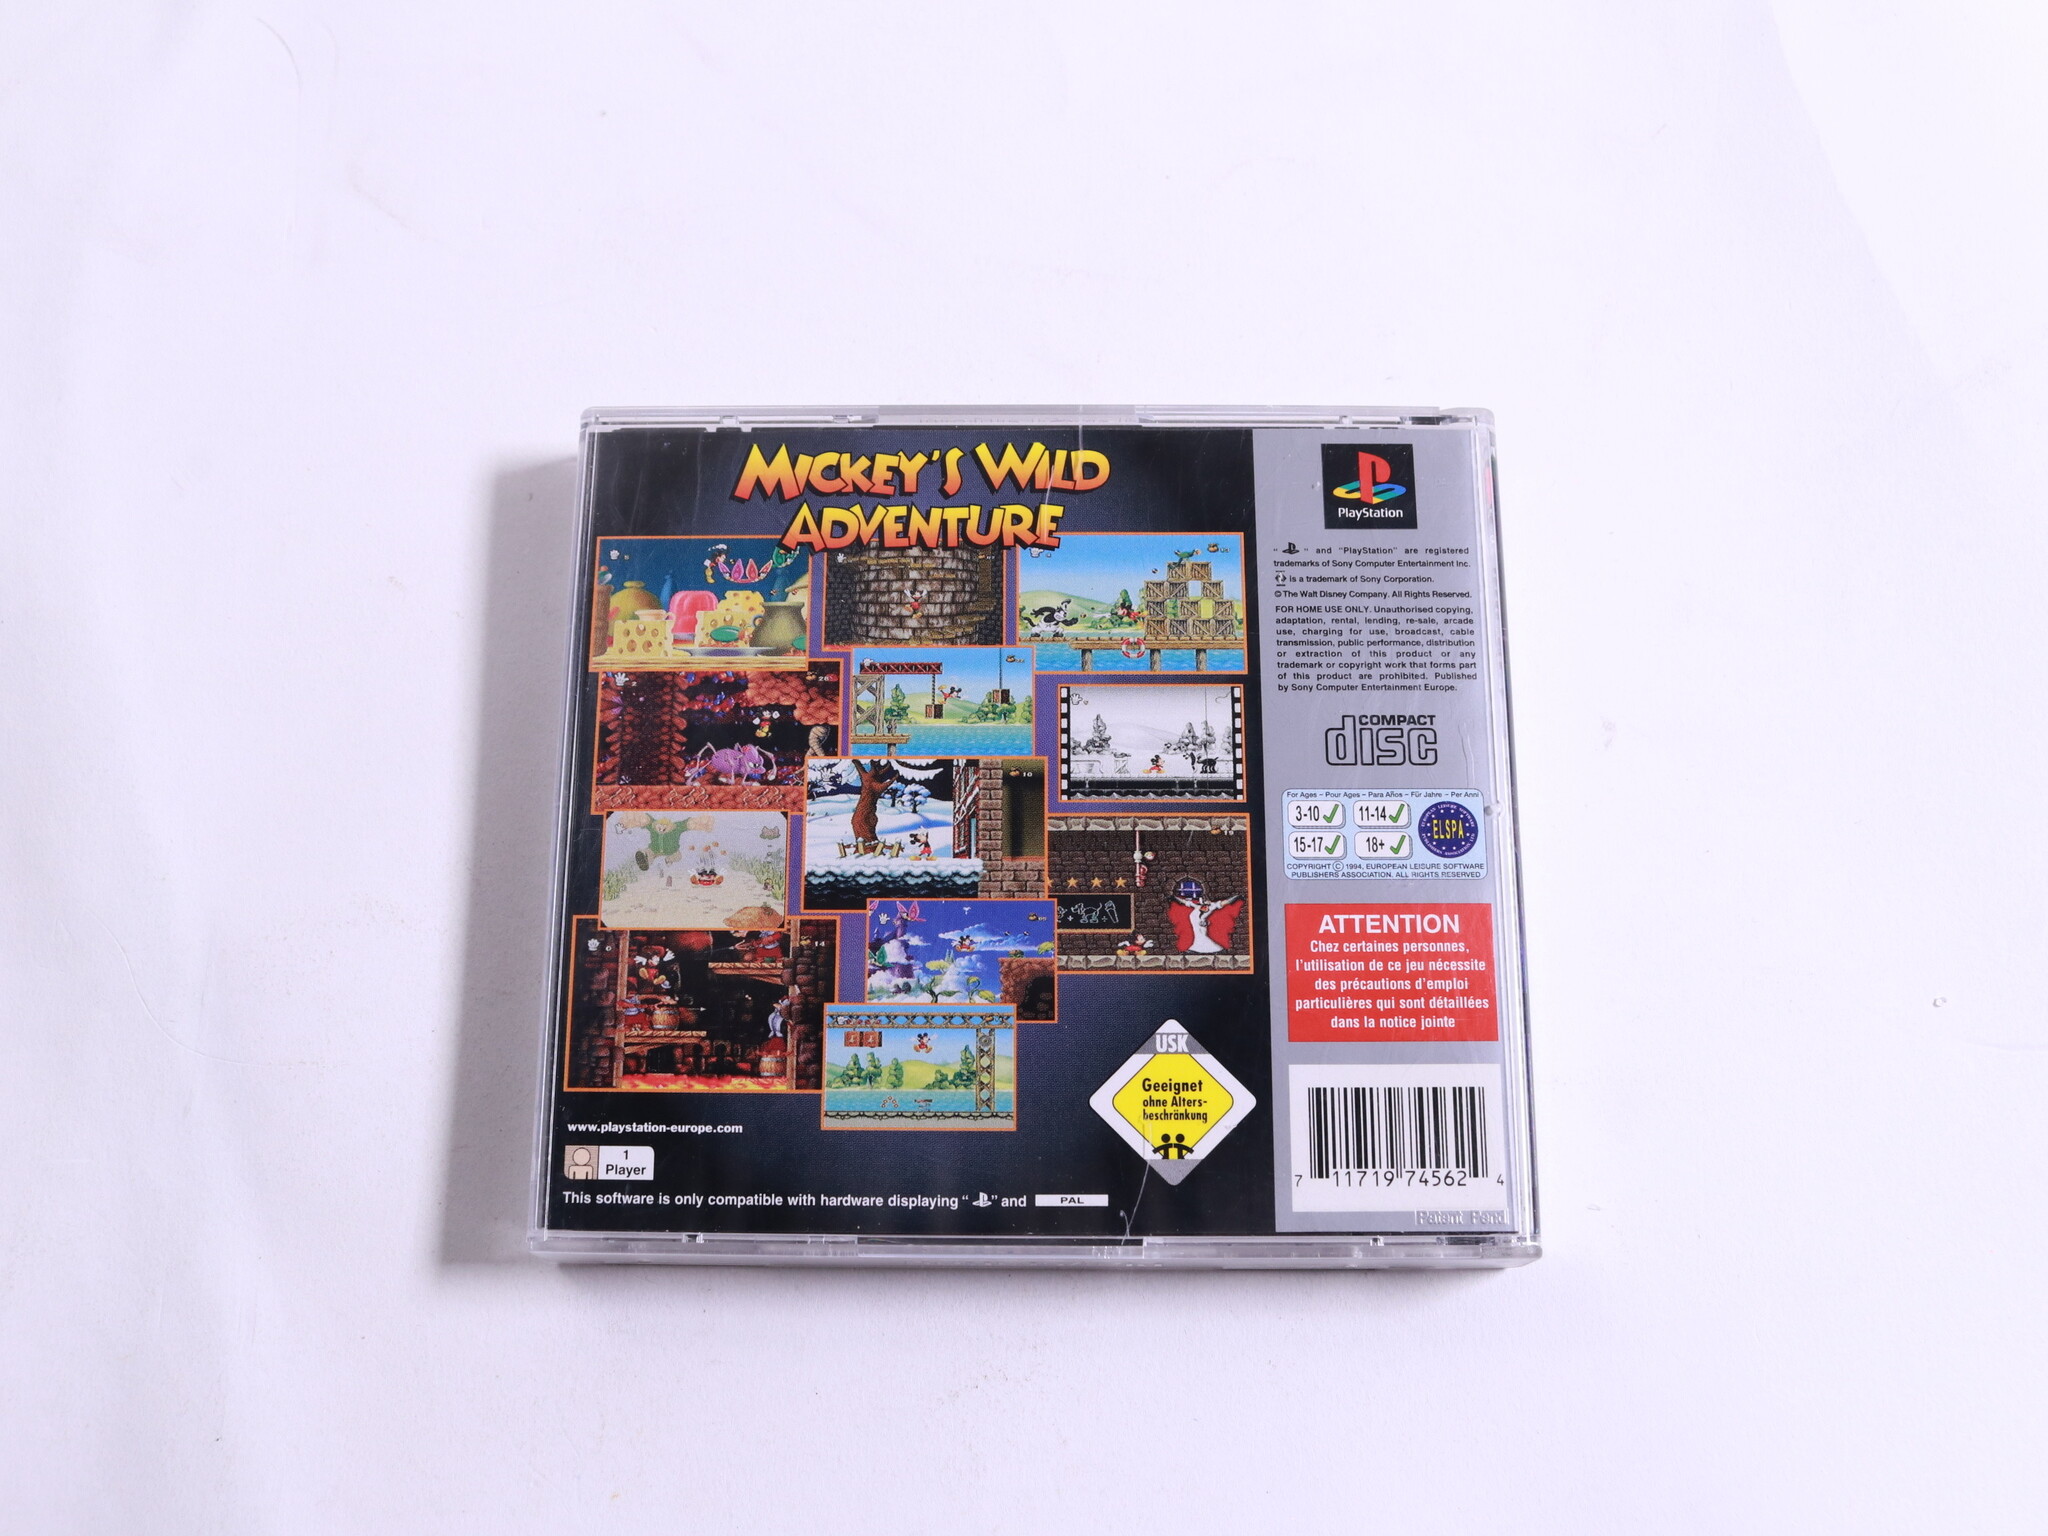 MICKEY'S WILD
ADVENTURE
www.playstation-europe.com
1
Player
This software is only compatible with hardware displaying " " and PAL
USK
Geeignet
ohne Alters-
beschränkung
PlayStation
" " and "PlayStation" are registered
trademarks of Sony Computer Entertainment Inc.
is a trademark of Sony Corporation.
© The Walt Disney Company. All Rights Reserved.
FOR HOME USE ONLY. Unauthorised copying,
adaptation, rental, lending, re-sale, arcade
use, charging for use, broadcast, cable
transmission, public performance, distribution
or extraction of this product or any
trademark or copyright work that forms part
of this product are prohibited. Published
by Sony Computer Entertainment Europe.
COMPACT
disc
For Ages – Pour Ages – Para Años – Für Jahre – Per Anni
3-10 11-14
15-17 18+
ELSPA
COPYRIGHT © 1994, EUROPEAN LEISURE SOFTWARE
PUBLISHERS ASSOCIATION. ALL RIGHTS RESERVED
ATTENTION
Chez certaines personnes,
l'utilisation de ce jeu nécessite
des précautions d'emploi
particulières qui sont détaillées
dans la notice jointe
7 11719 74562 4
Patent Pend